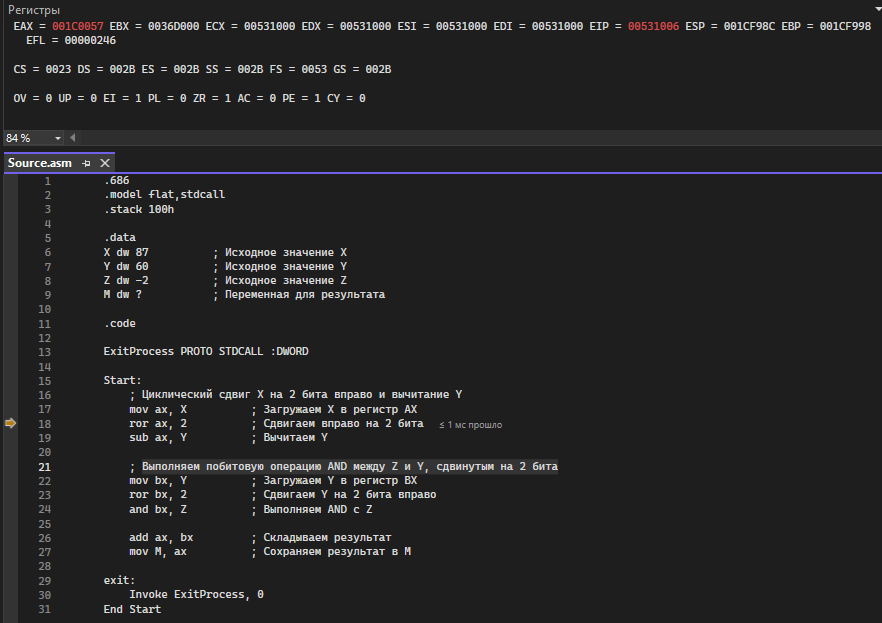 Регистры
EAX = 001C0057 EBX = 0036D000 ECX = 00531000 EDX = 00531000 ESI = 00531000 EDI = 00531000 EIP = 00531006 ESP = 001CF98C EBP = 001CF998
EFL = 00000246
CS = 0023 DS = 002B ES = 002B SS = 002B FS = 0053 GS = 002B
OV = 0 UP = 0 EI = 1 PL = 0 ZR = 1 AC = 0 PE = 1 CY = 0
84 %
Source.asm
1 .686
2 .model flat,stdcall
3 .stack 100h
4
5 .data
6 X dw 87 ; Исходное значение X
7 Y dw 60 ; Исходное значение Y
8 Z dw -2 ; Исходное значение Z
9 M dw ? ; Переменная для результата
10
11 .code
12
13 ExitProcess PROTO STDCALL :DWORD
14
15 Start:
16 ; Циклический сдвиг X на 2 бита вправо и вычитание Y
17 mov ax, X ; Загружаем X в регистр AX
18 ror ax, 2 ; Сдвигаем вправо на 2 бита ≤ 1 мс прошло
19 sub ax, Y ; Вычитаем Y
20
21 ; Выполняем побитовую операцию AND между Z и Y, сдвинутым на 2 бита
22 mov bx, Y ; Загружаем Y в регистр BX
23 ror bx, 2 ; Сдвигаем Y на 2 бита вправо
24 and bx, Z ; Выполняем AND с Z
25
26 add ax, bx ; Складываем результат
27 mov M, ax ; Сохраняем результат в M
28
29 exit:
30 Invoke ExitProcess, 0
31 End Start